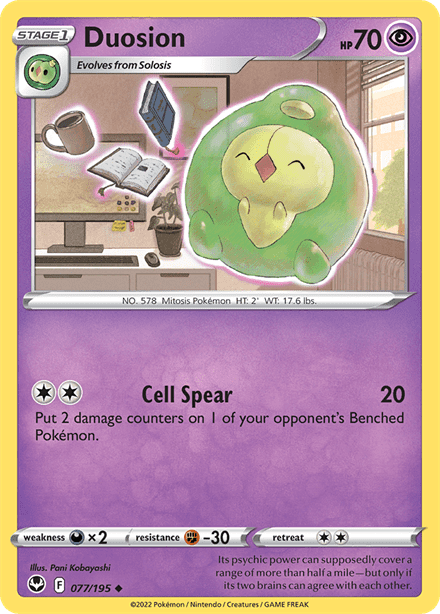 STAGE 1
Duosion
HP 70
Evolves from Solosis
NO. 578 Mitosis Pokémon HT: 2' WT: 17.6 lbs.
Cell Spear 20
Put 2 damage counters on 1 of your opponent's Benched
Pokémon.
weakness ×2 resistance -30 retreat
Illus. Pani Kobayashi
F 077/195
Its psychic power can supposedly cover a
range of more than half a mile—but only if
its two brains can agree with each other.
©2022 Pokémon / Nintendo / Creatures / GAME FREAK